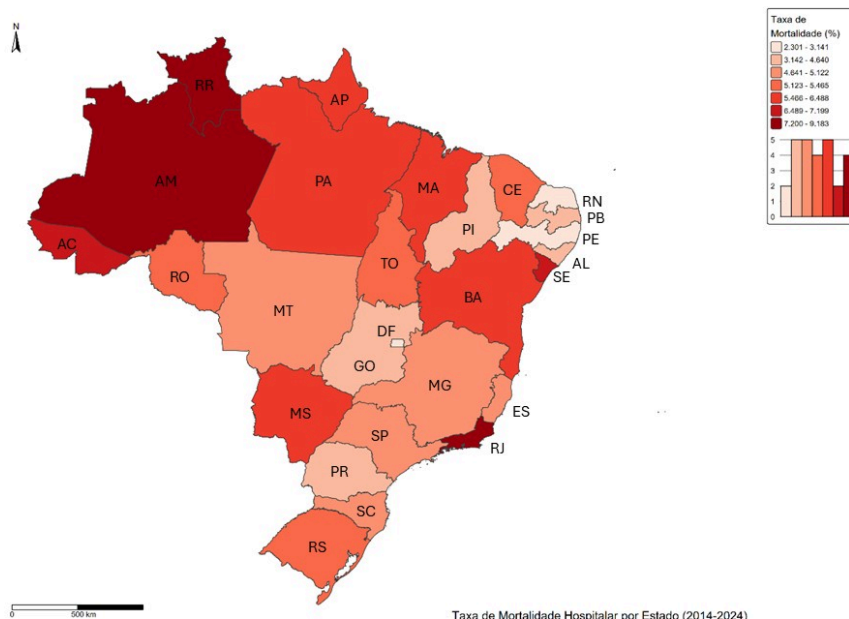 N
Taxa de
Mortalidade (%)
2.301 - 3.141
3.142 - 4.640
4.641 - 5.122
5.123 - 5.465
5.466 - 6.488
6.489 - 7.199
7.200 - 9.183
5
4
3
2
1
0
RR
AP
AM
PA
MA
CE
RN
PB
PI
PE
AL
AC
SE
RO
TO
BA
MT
DF
GO
MG
ES
MS
SP
RJ
PR
SC
RS
0 500 km
Taxa de Mortalidade Hospitalar por Estado (2014-2024)